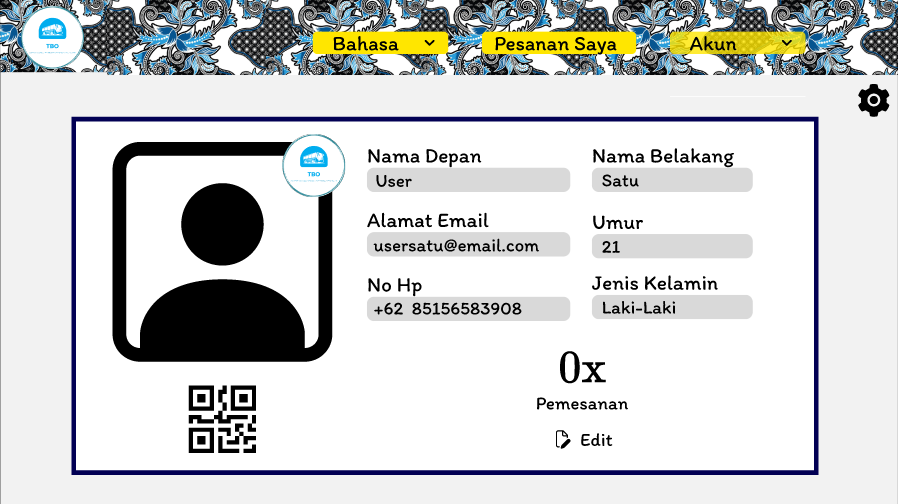 TBO
Bahasa
Pesanan Saya
Akun
TBO
Nama Depan
User
Nama Belakang
Satu
Alamat Email
usersatu@email.com
Umur
21
No Hp
+62 85156583908
Jenis Kelamin
Laki-Laki
0x
Pemesanan
Edit